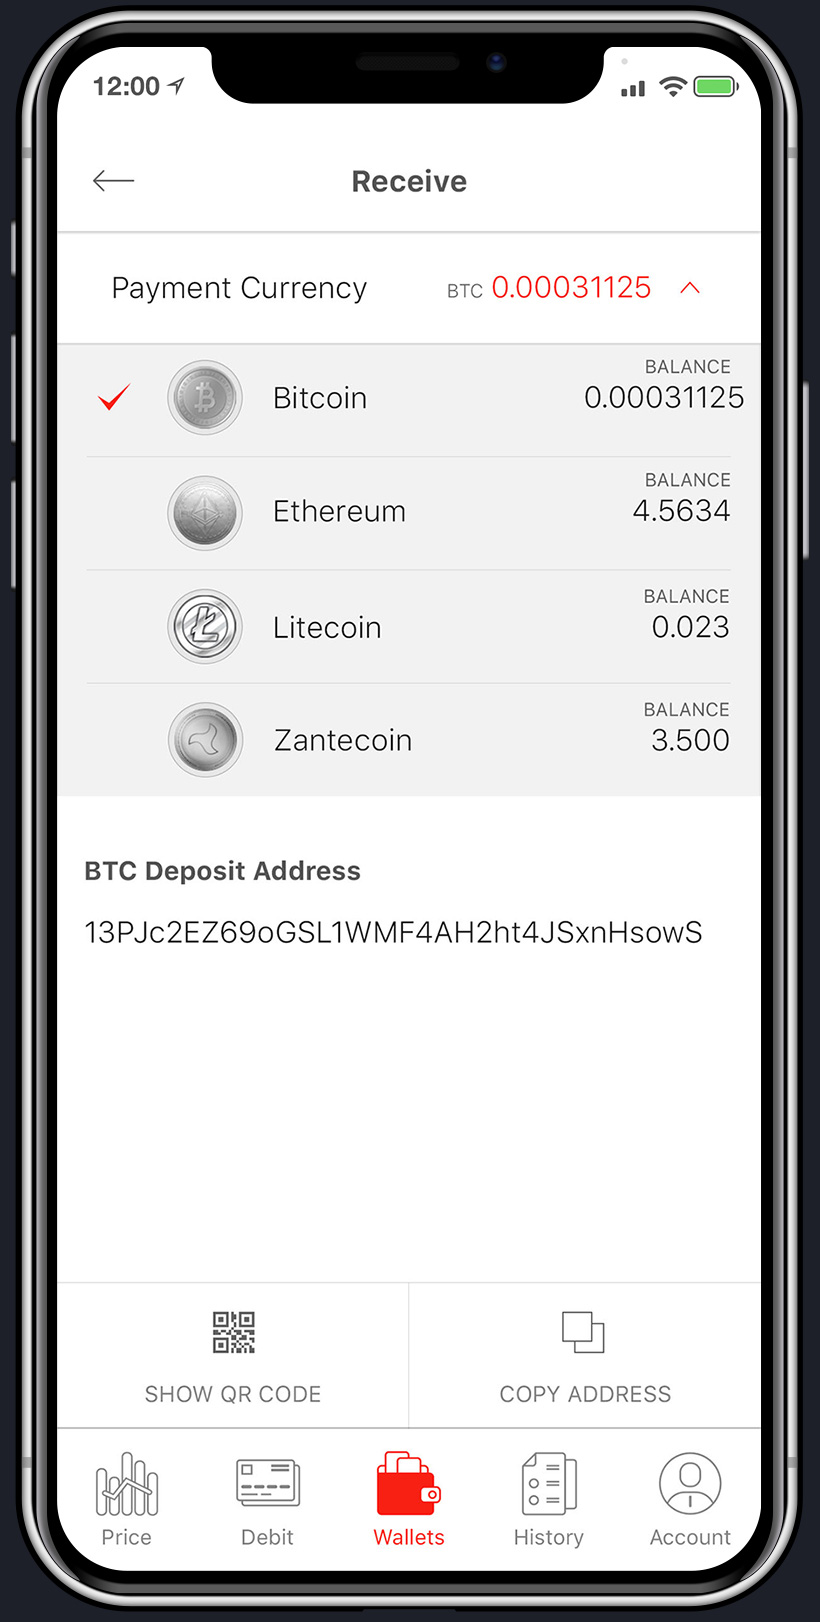 12:00
Receive
Payment Currency BTC 0.00031125
BALANCE
Bitcoin 0.00031125
BALANCE
Ethereum 4.5634
BALANCE
Litecoin 0.023
BALANCE
Zantecoin 3.500
BTC Deposit Address
13PJc2EZ69oGSL1WMF4AH2ht4JSxnHsowS
SHOW QR CODE COPY ADDRESS
Price Debit Wallets History Account